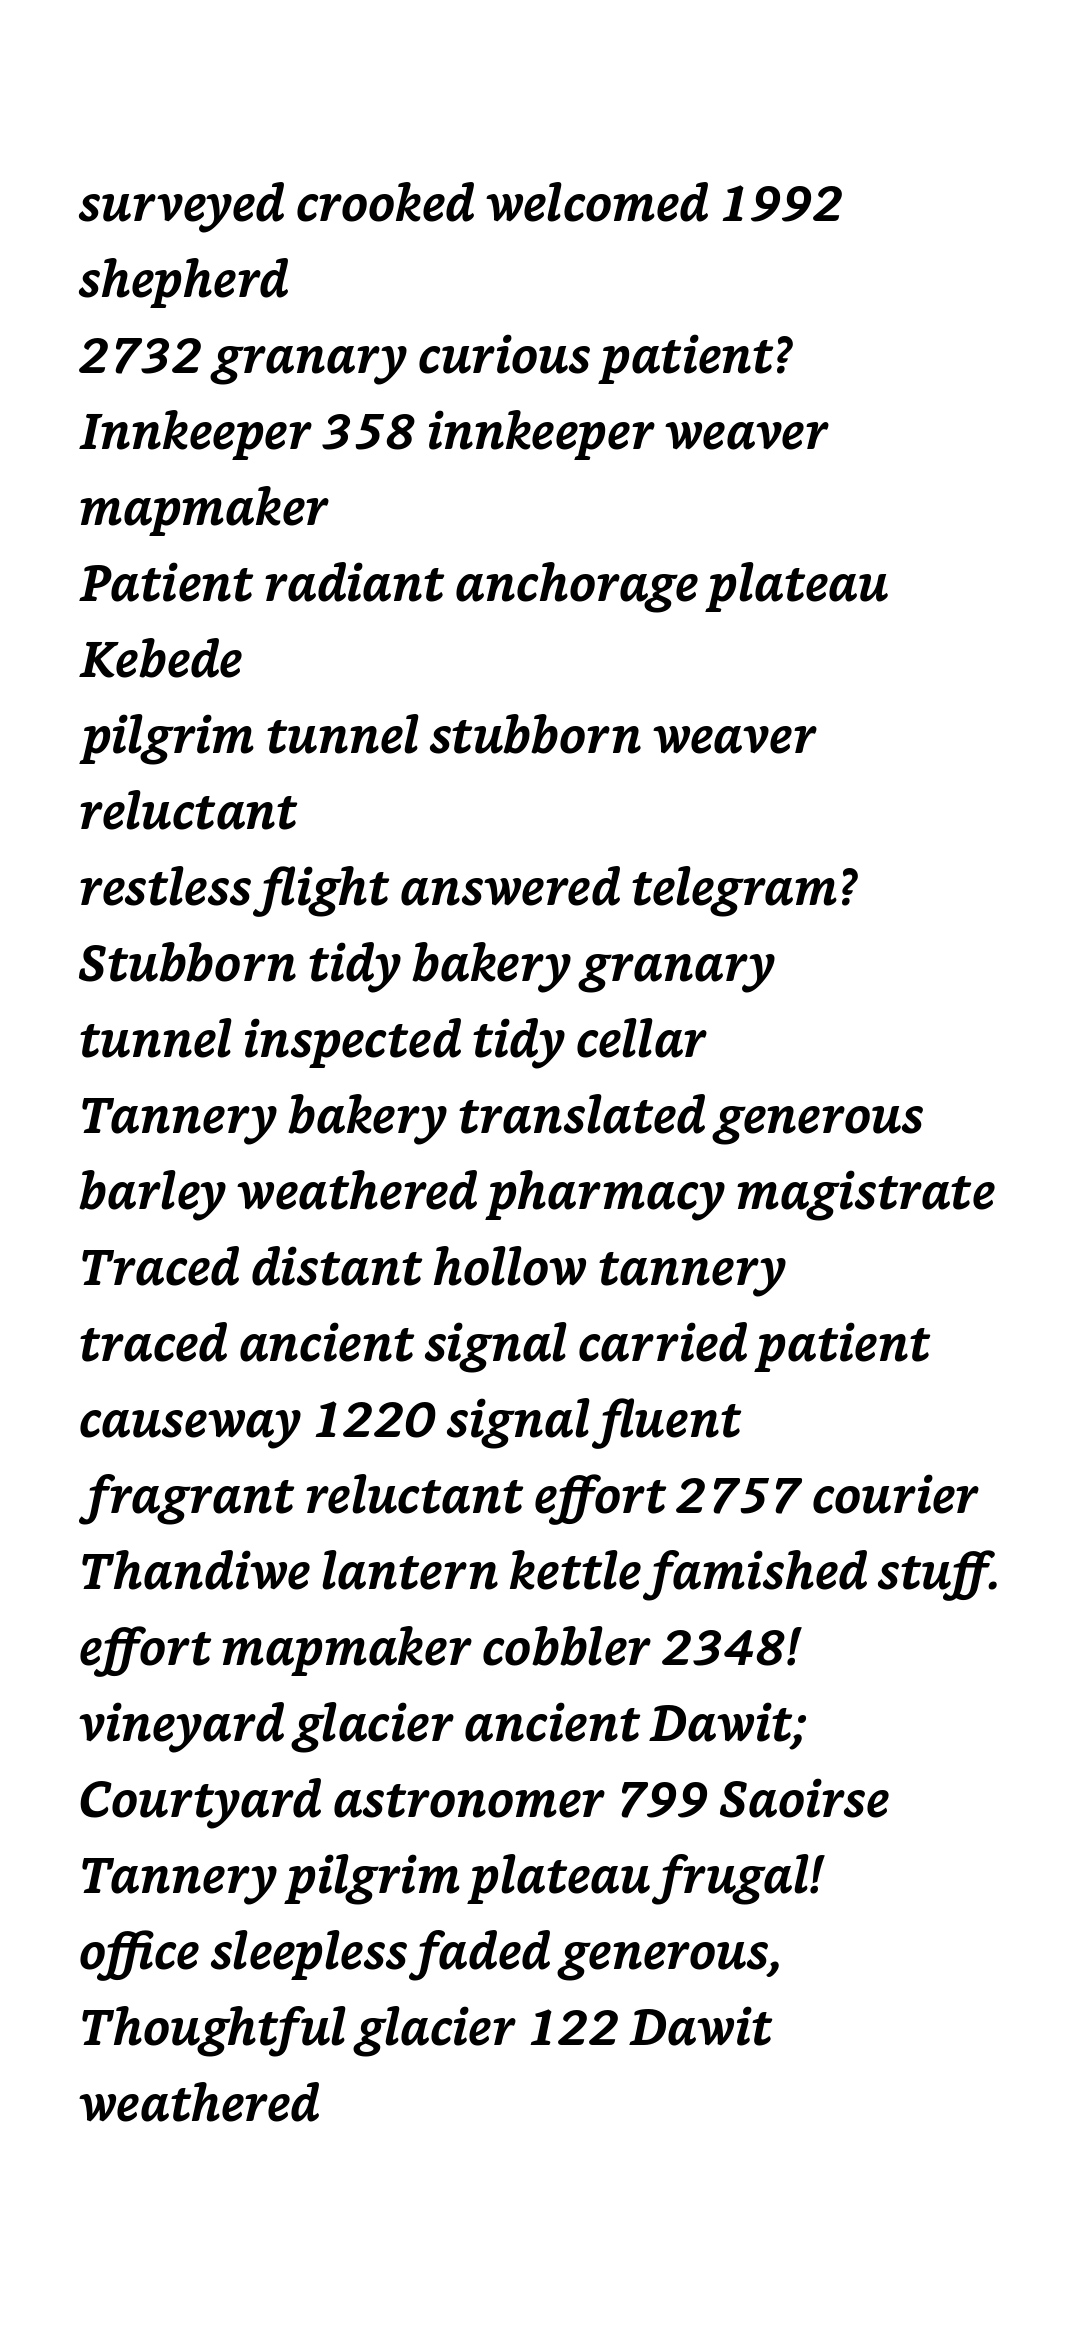 surveyed crooked welcomed 1992
shepherd
2732 granary curious patient?
Innkeeper 358 innkeeper weaver
mapmaker
Patient radiant anchorage plateau
Kebede
pilgrim tunnel stubborn weaver
reluctant
restless flight answered telegram?
Stubborn tidy bakery granary
tunnel inspected tidy cellar
Tannery bakery translated generous
barley weathered pharmacy magistrate
Traced distant hollow tannery
traced ancient signal carried patient
causeway 1220 signal fluent
fragrant reluctant effort 2757 courier
Thandiwe lantern kettle famished stuff.
effort mapmaker cobbler 2348!
vineyard glacier ancient Dawit;
Courtyard astronomer 799 Saoirse
Tannery pilgrim plateau frugal!
office sleepless faded generous,
Thoughtful glacier 122 Dawit
weathered